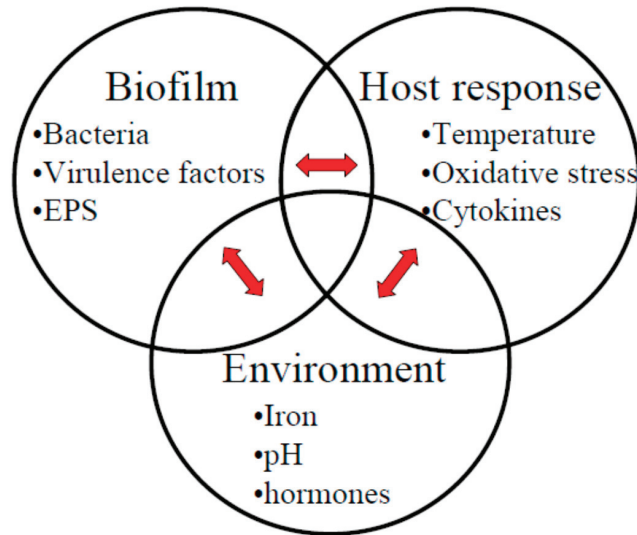 Biofilm
•Bacteria
•Virulence factors
•EPS
Host response
•Temperature
•Oxidative stress
•Cytokines
Environment
•Iron
•pH
•hormones